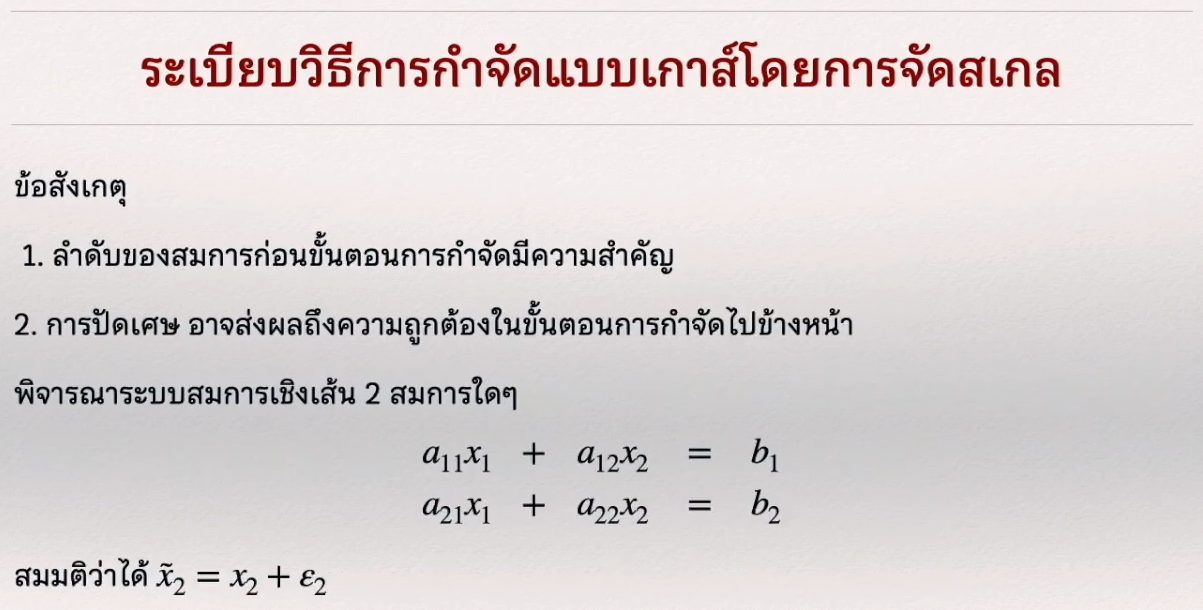 ระเบียบวิธีการกำจัดแบบเกาส์โดยการจัดสเกล
ข้อสังเกตุ
1. ลำดับของสมการก่อนขั้นตอนการกำจัดมีความสำคัญ
2. การปัดเศษ อาจส่งผลถึงความถูกต้องในขั้นตอนการกำจัดไปข้างหน้า
พิจารณาระบบสมการเชิงเส้น 2 สมการใดๆ
a₁₁x₁ + a₁₂x₂ = b₁
a₂₁x₁ + a₂₂x₂ = b₂
สมมติว่าได้ x̃₂ = x₂ + ε₂